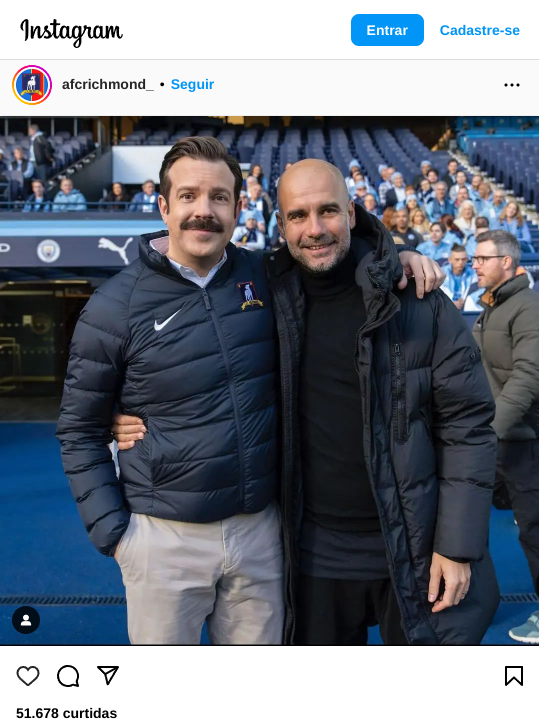 Instagram
Entrar
Cadastre-se
afcrichmond_ • Seguir
51.678 curtidas